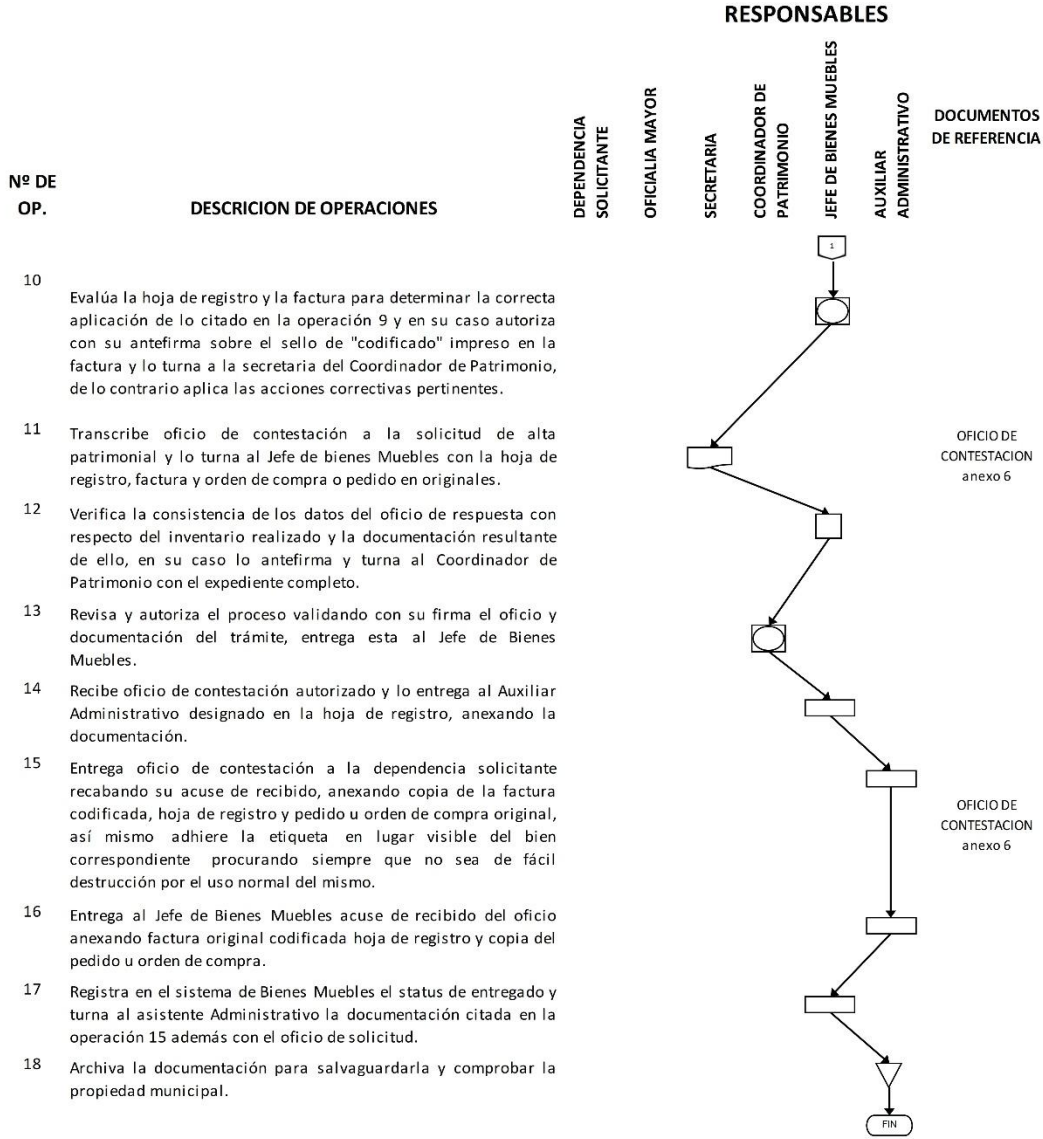 RESPONSABLES
Nº DE
OP.
DESCRICION DE OPERACIONES
DEPENDENCIA
SOLICITANTE
OFICIALIA MAYOR
SECRETARIA
COORDINADOR DE
PATRIMONIO
JEFE DE BIENES MUEBLES
AUXILIAR
ADMINISTRATIVO
DOCUMENTOS
DE REFERENCIA
1
10
Evalúa la hoja de registro y la factura para determinar la correcta
aplicación de lo citado en la operación 9 y en su caso autoriza
con su antefirma sobre el sello de "codificado" impreso en la
factura y lo turna a la secretaria del Coordinador de Patrimonio,
de lo contrario aplica las acciones correctivas pertinentes.
11
Transcribe oficio de contestación a la solicitud de alta
patrimonial y lo turna al Jefe de bienes Muebles con la hoja de
registro, factura y orden de compra o pedido en originales.
OFICIO DE
CONTESTACION
anexo 6
12
Verifica la consistencia de los datos del oficio de respuesta con
respecto del inventario realizado y la documentación resultante
de ello, en su caso lo antefirma y turna al Coordinador de
Patrimonio con el expediente completo.
13
Revisa y autoriza el proceso validando con su firma el oficio y
documentación del trámite, entrega esta al Jefe de Bienes
Muebles.
14
Recibe oficio de contestación autorizado y lo entrega al Auxiliar
Administrativo designado en la hoja de registro, anexando la
documentación.
15
Entrega oficio de contestación a la dependencia solicitante
recabando su acuse de recibido, anexando copia de la factura
codificada, hoja de registro y pedido u orden de compra original,
así mismo adhiere la etiqueta en lugar visible del bien
correspondiente procurando siempre que no sea de fácil
destrucción por el uso normal del mismo.
OFICIO DE
CONTESTACION
anexo 6
16
Entrega al Jefe de Bienes Muebles acuse de recibido del oficio
anexando factura original codificada hoja de registro y copia del
pedido u orden de compra.
17
Registra en el sistema de Bienes Muebles el status de entregado y
turna al asistente Administrativo la documentación citada en la
operación 15 además con el oficio de solicitud.
18
Archiva la documentación para salvaguardarla y comprobar la
propiedad municipal.
FIN